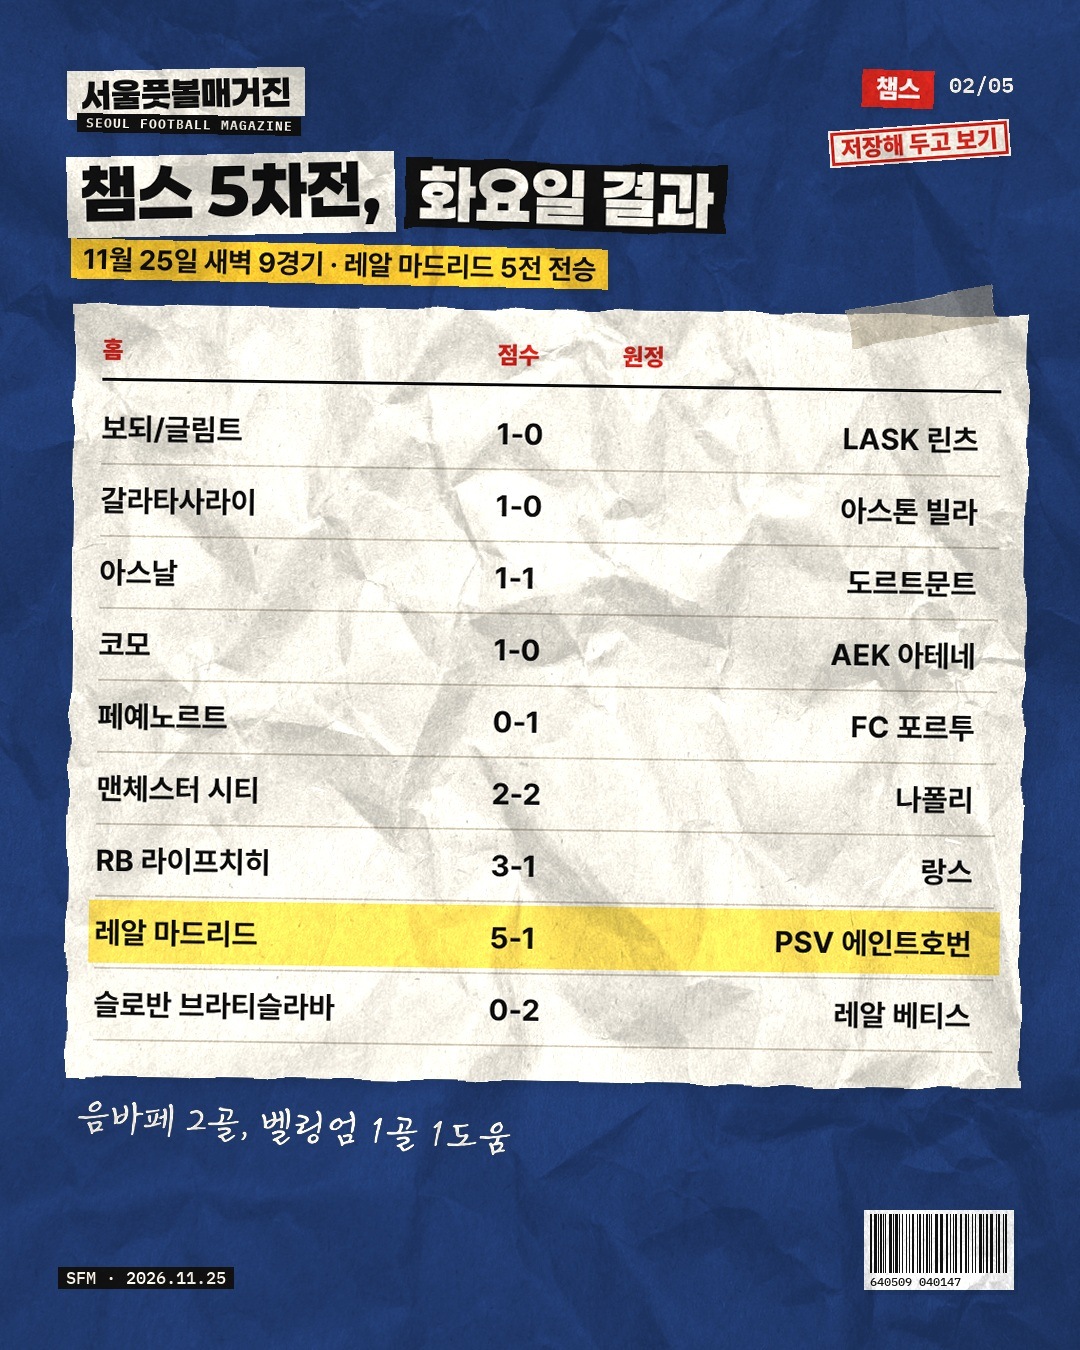 서울풋볼매거진
SEOUL FOOTBALL MAGAZINE
챔스 02/05
저장해 두고 보기
챔스 5차전, 화요일 결과
11월 25일 새벽 9경기 · 레알 마드리드 5전 전승
홈 점수 원정
보되/글림트 1-0 LASK 린츠
갈라타사라이 1-0 아스톤 빌라
아스날 1-1 도르트문트
코모 1-0 AEK 아테네
페예노르트 0-1 FC 포르투
맨체스터 시티 2-2 나폴리
RB 라이프치히 3-1 랑스
레알 마드리드 5-1 PSV 에인트호번
슬로반 브라티슬라바 0-2 레알 베티스
음바페 2골, 벨링엄 1골 1도움
SFM · 2026.11.25
640509 040147